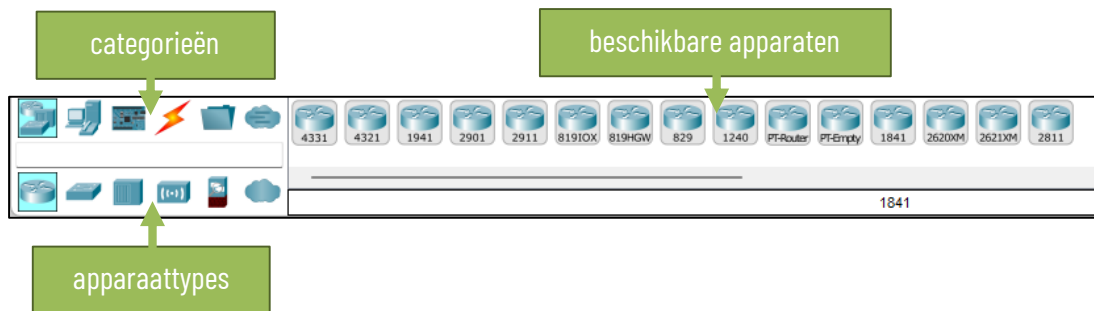 categorieën
beschikbare apparaten
4331 4321 1941 2901 2911 819IOX 819HGW 829 1240 PT-Router PT-Empty 1841 2620XM 2621XM 2811
1841
apparaattypes